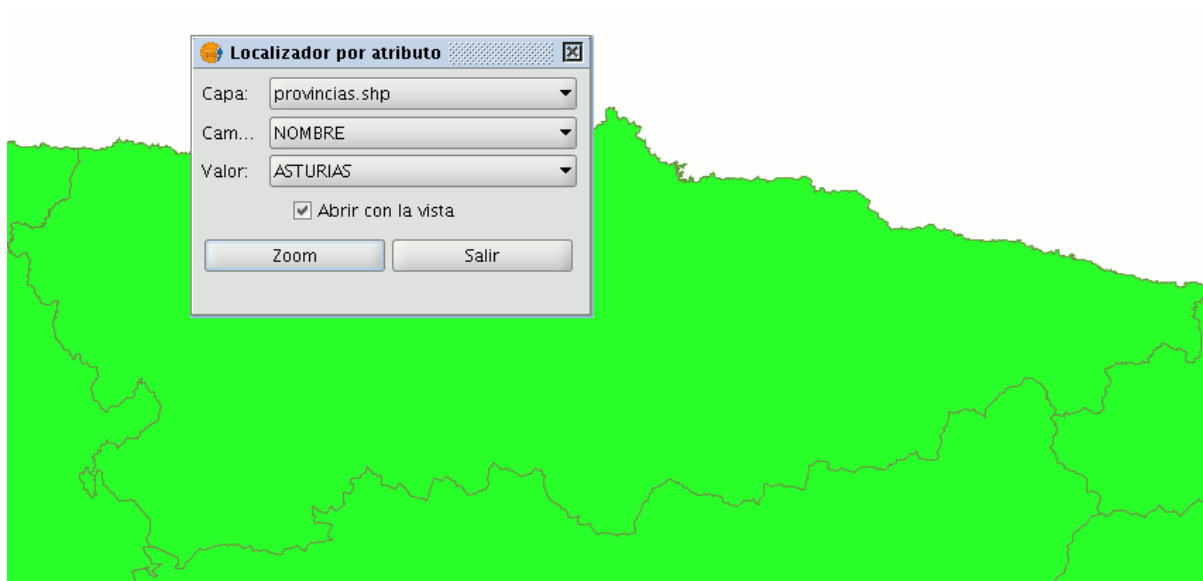 Localizador por atributo
Capa: provincias.shp
Cam... NOMBRE
Valor: ASTURIAS
Abrir con la vista
Zoom Salir